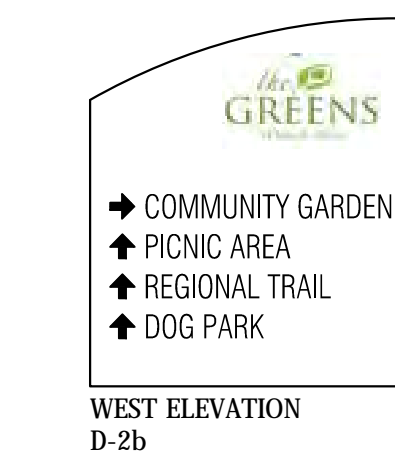 the
GREENS
➡ COMMUNITY GARDEN
⬆ PICNIC AREA
⬆ REGIONAL TRAIL
⬆ DOG PARK
WEST ELEVATION
D-2b